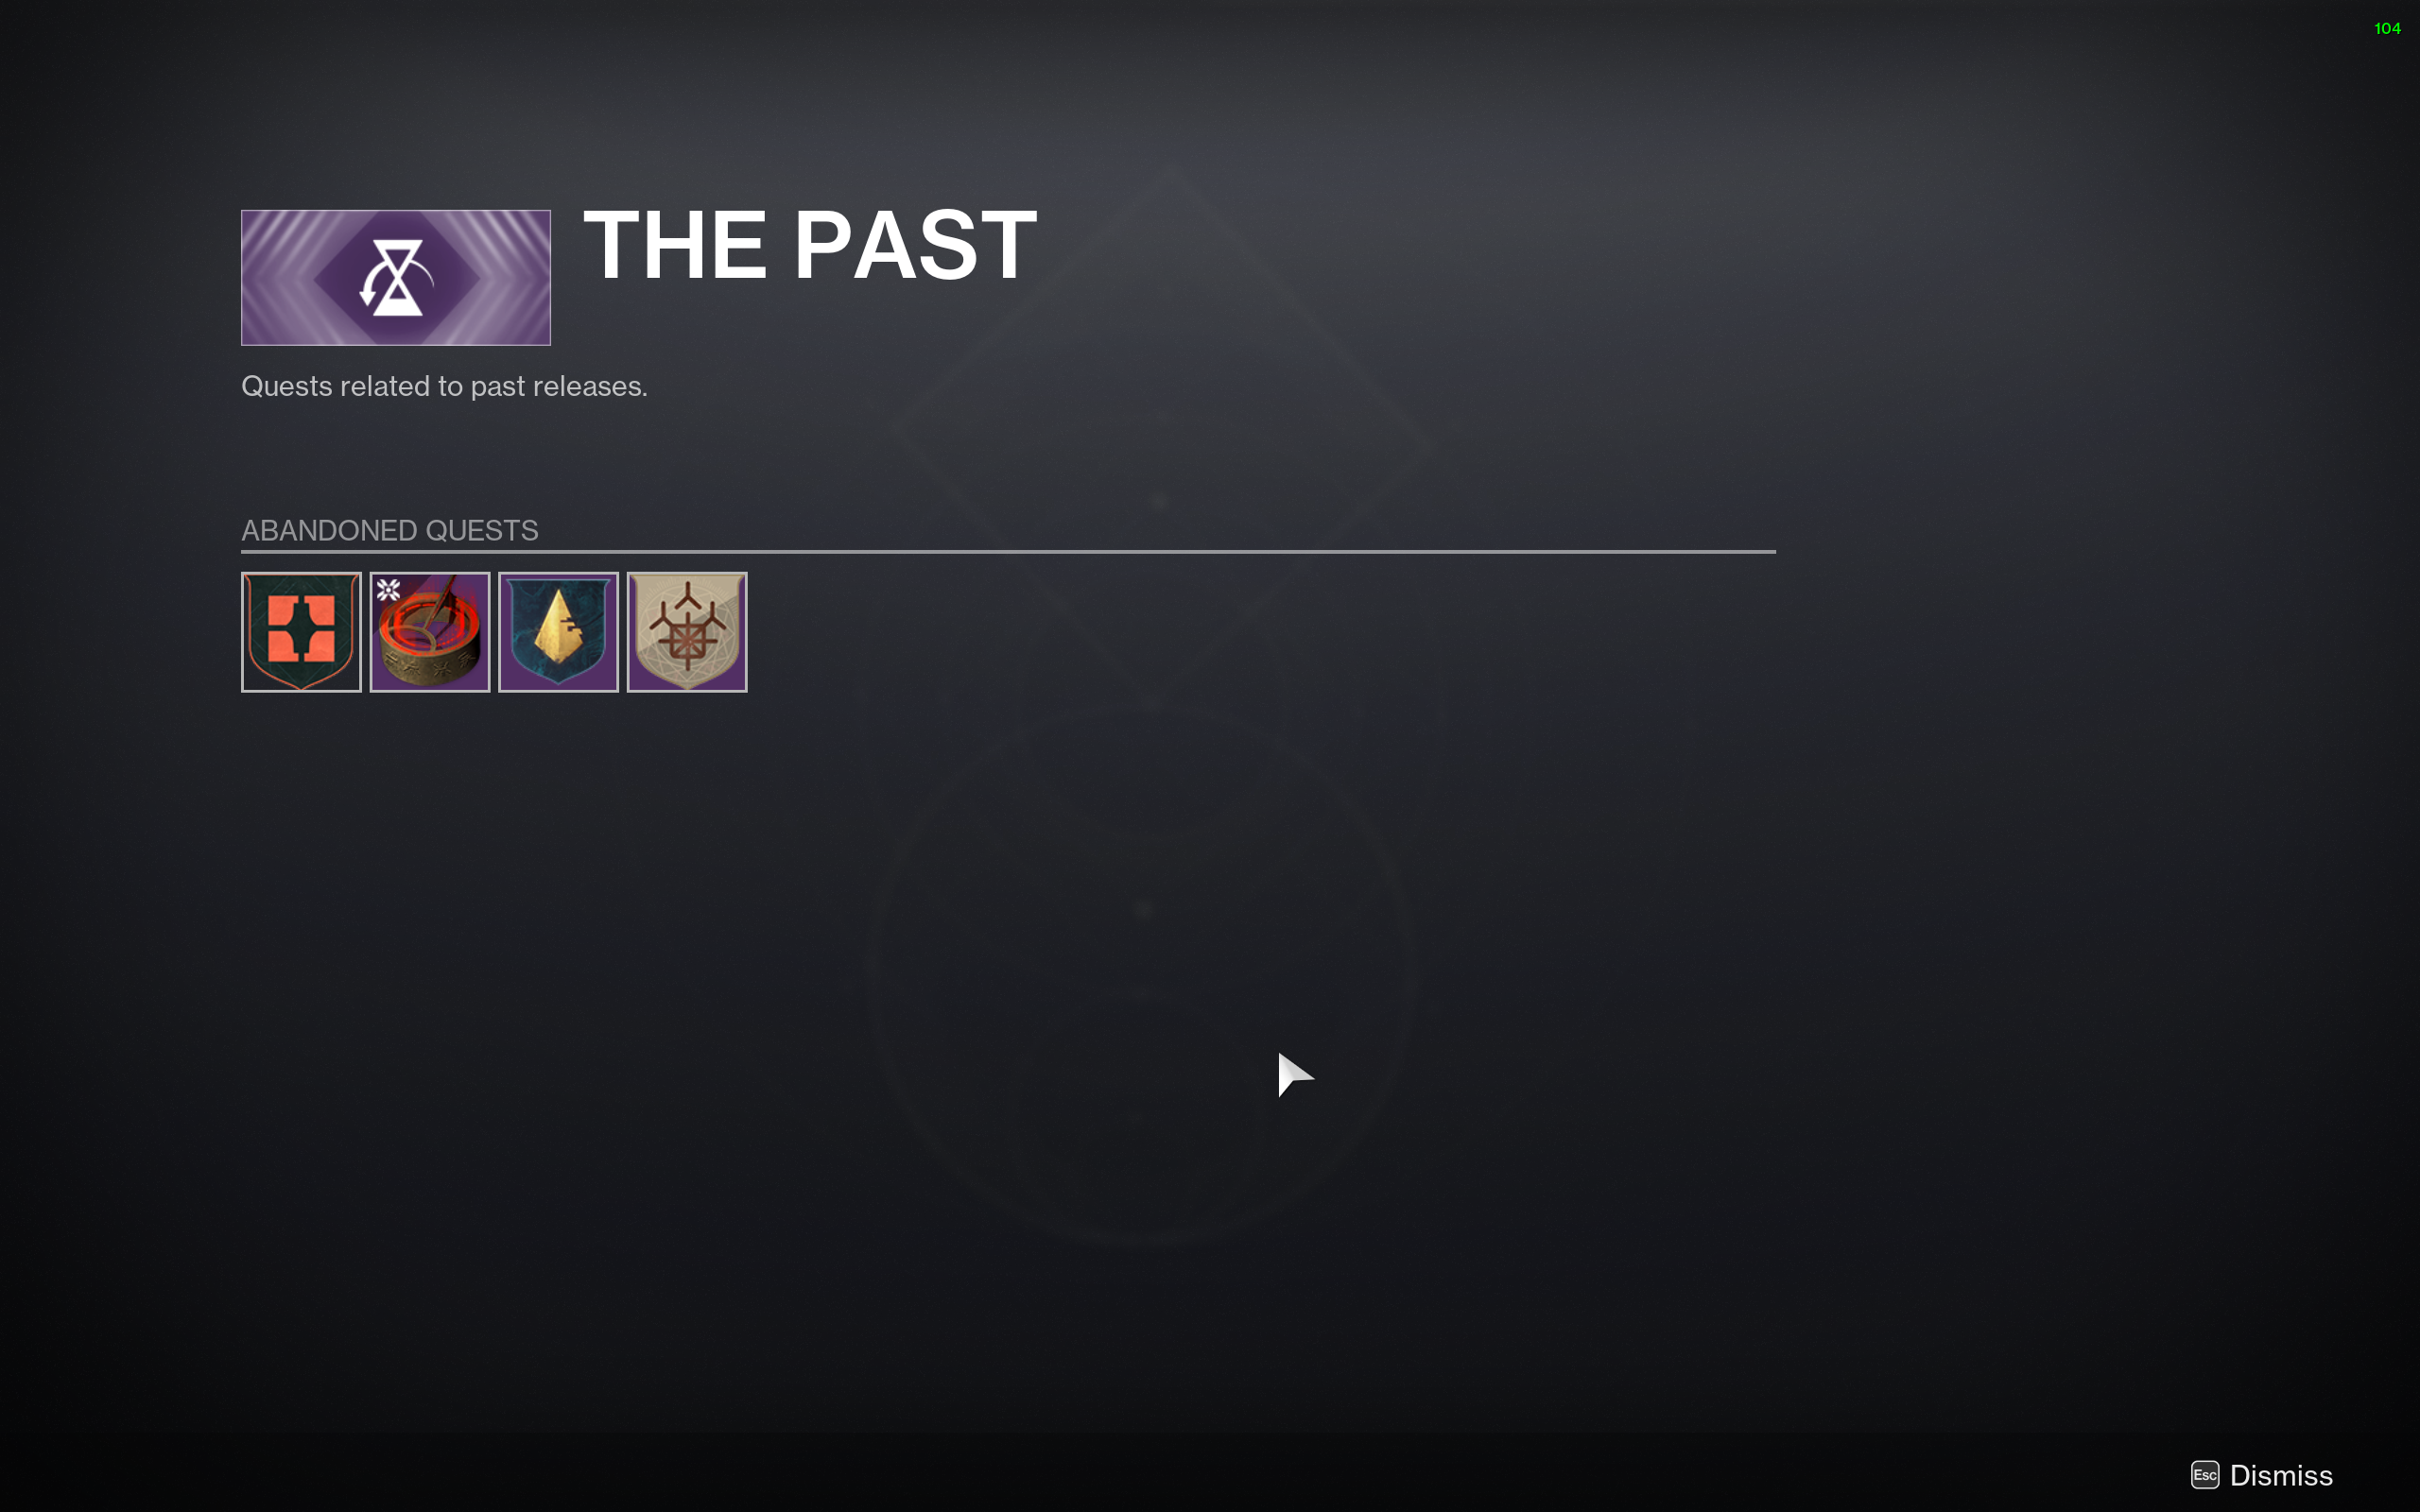 104
THE PAST
Quests related to past releases.
ABANDONED QUESTS
Esc Dismiss